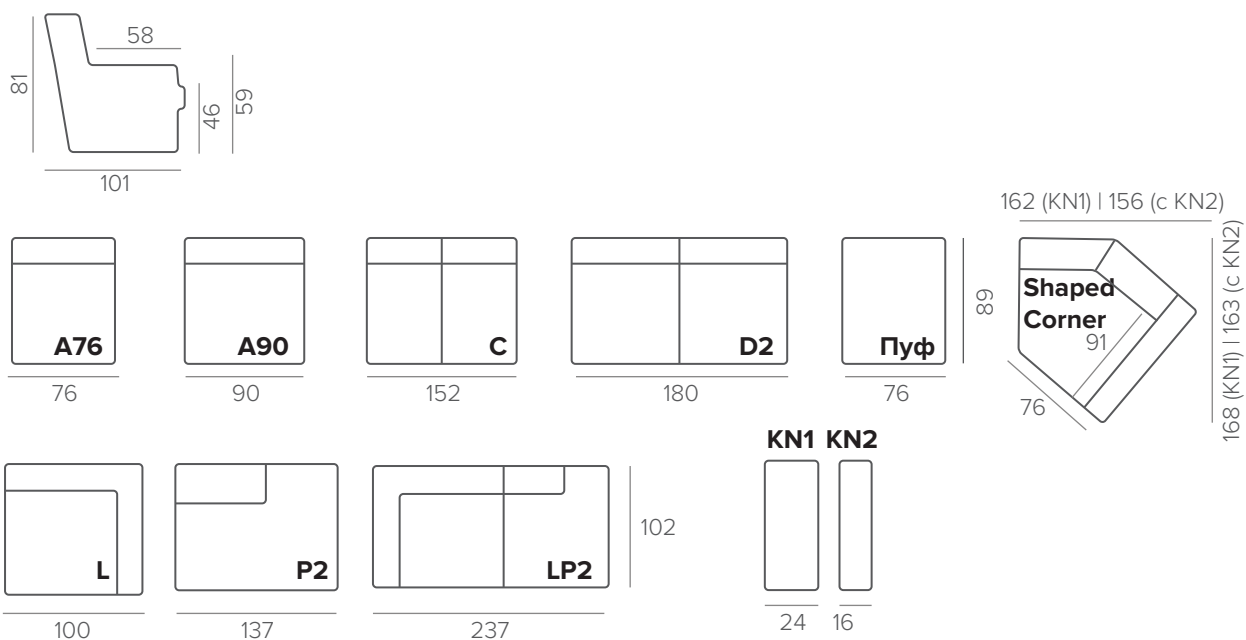 58
81
46
59
101
162 (KN1) | 156 (с KN2)
168 (KN1) | 163 (с KN2)
A76
A90
C
D2
Пуф
89
Shaped
Corner
91
76
76
90
152
180
76
KN1 KN2
L
P2
LP2
102
100
137
237
24
16